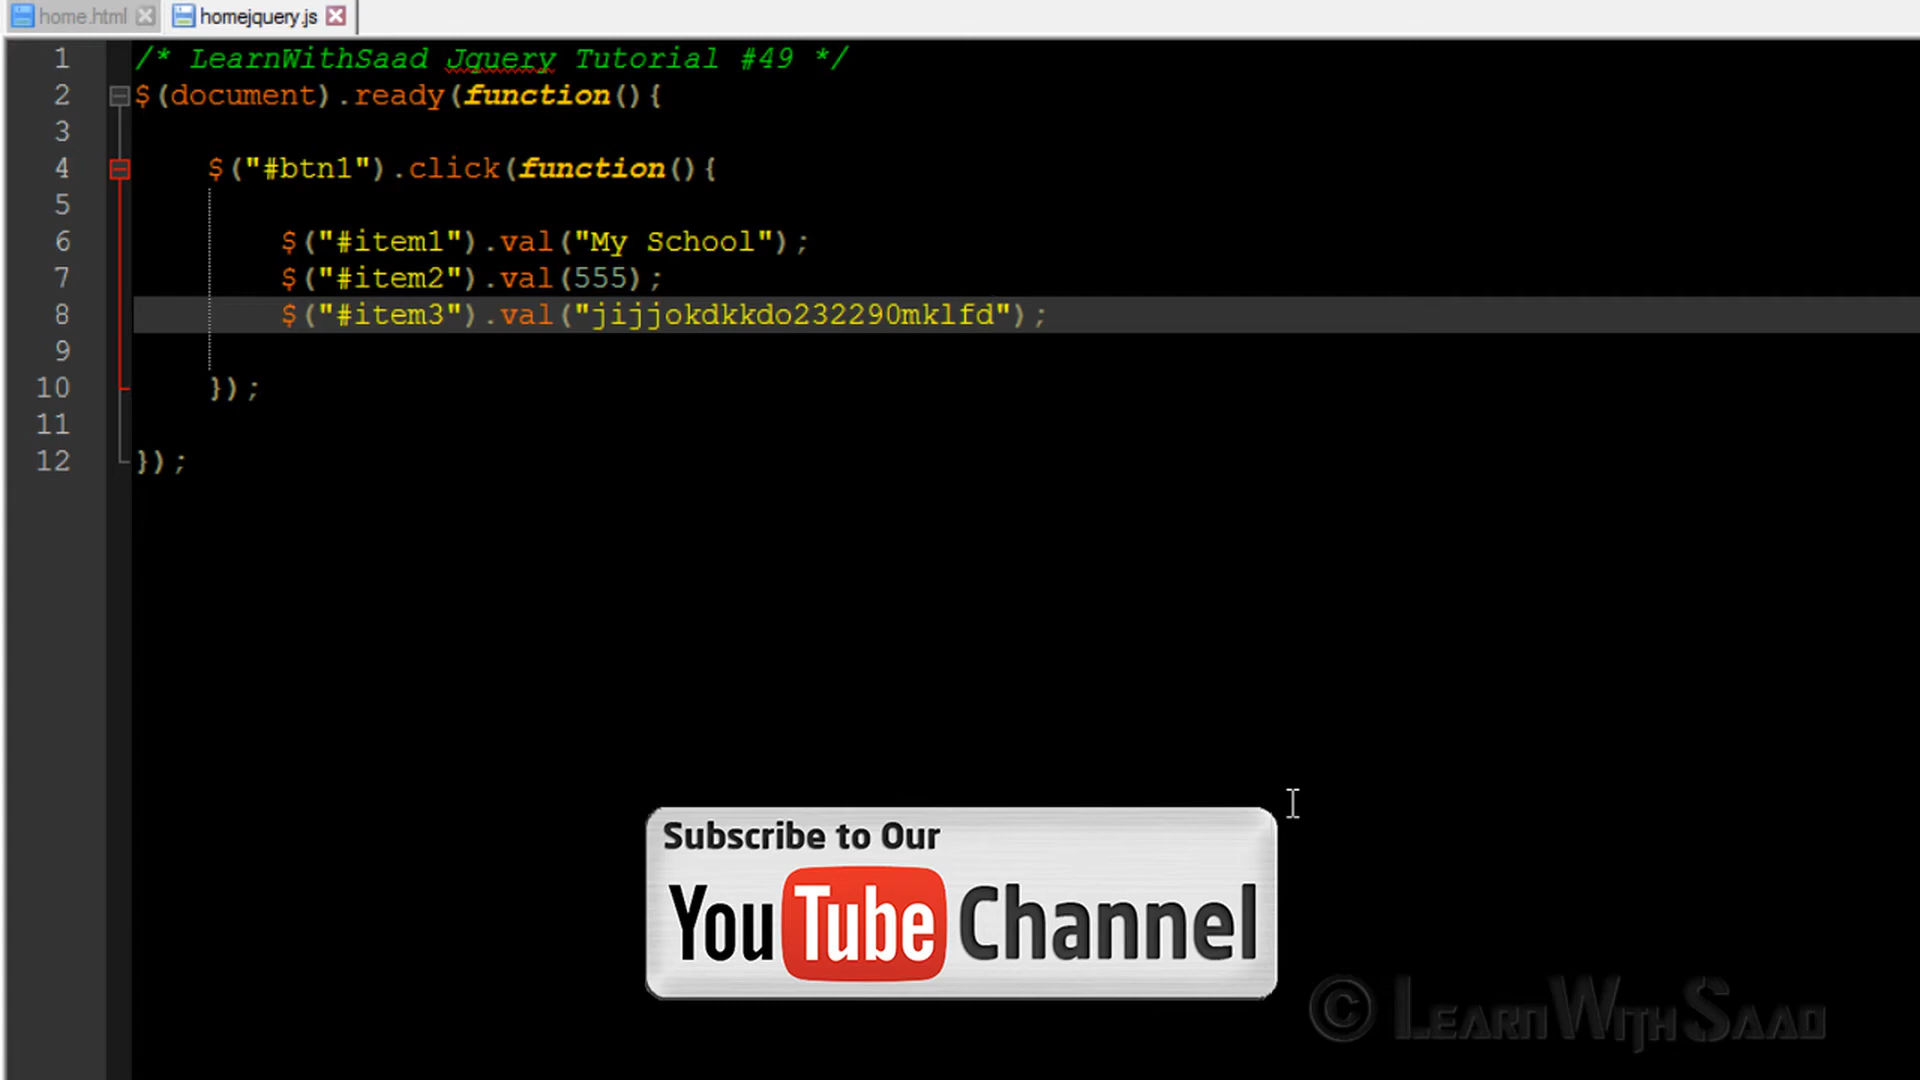 home.html homejquery.js
1 /* LearnWithSaad Jquery Tutorial #49 */
2 $(document).ready(function(){
3
4 $("#btn1").click(function(){
5
6 $("#item1").val("My School");
7 $("#item2").val(555);
8 $("#item3").val("jijjokdkkdo232290mklfd");
9
10 });
11
12 });
Subscribe to Our
YouTube Channel
© LearnWithSaad